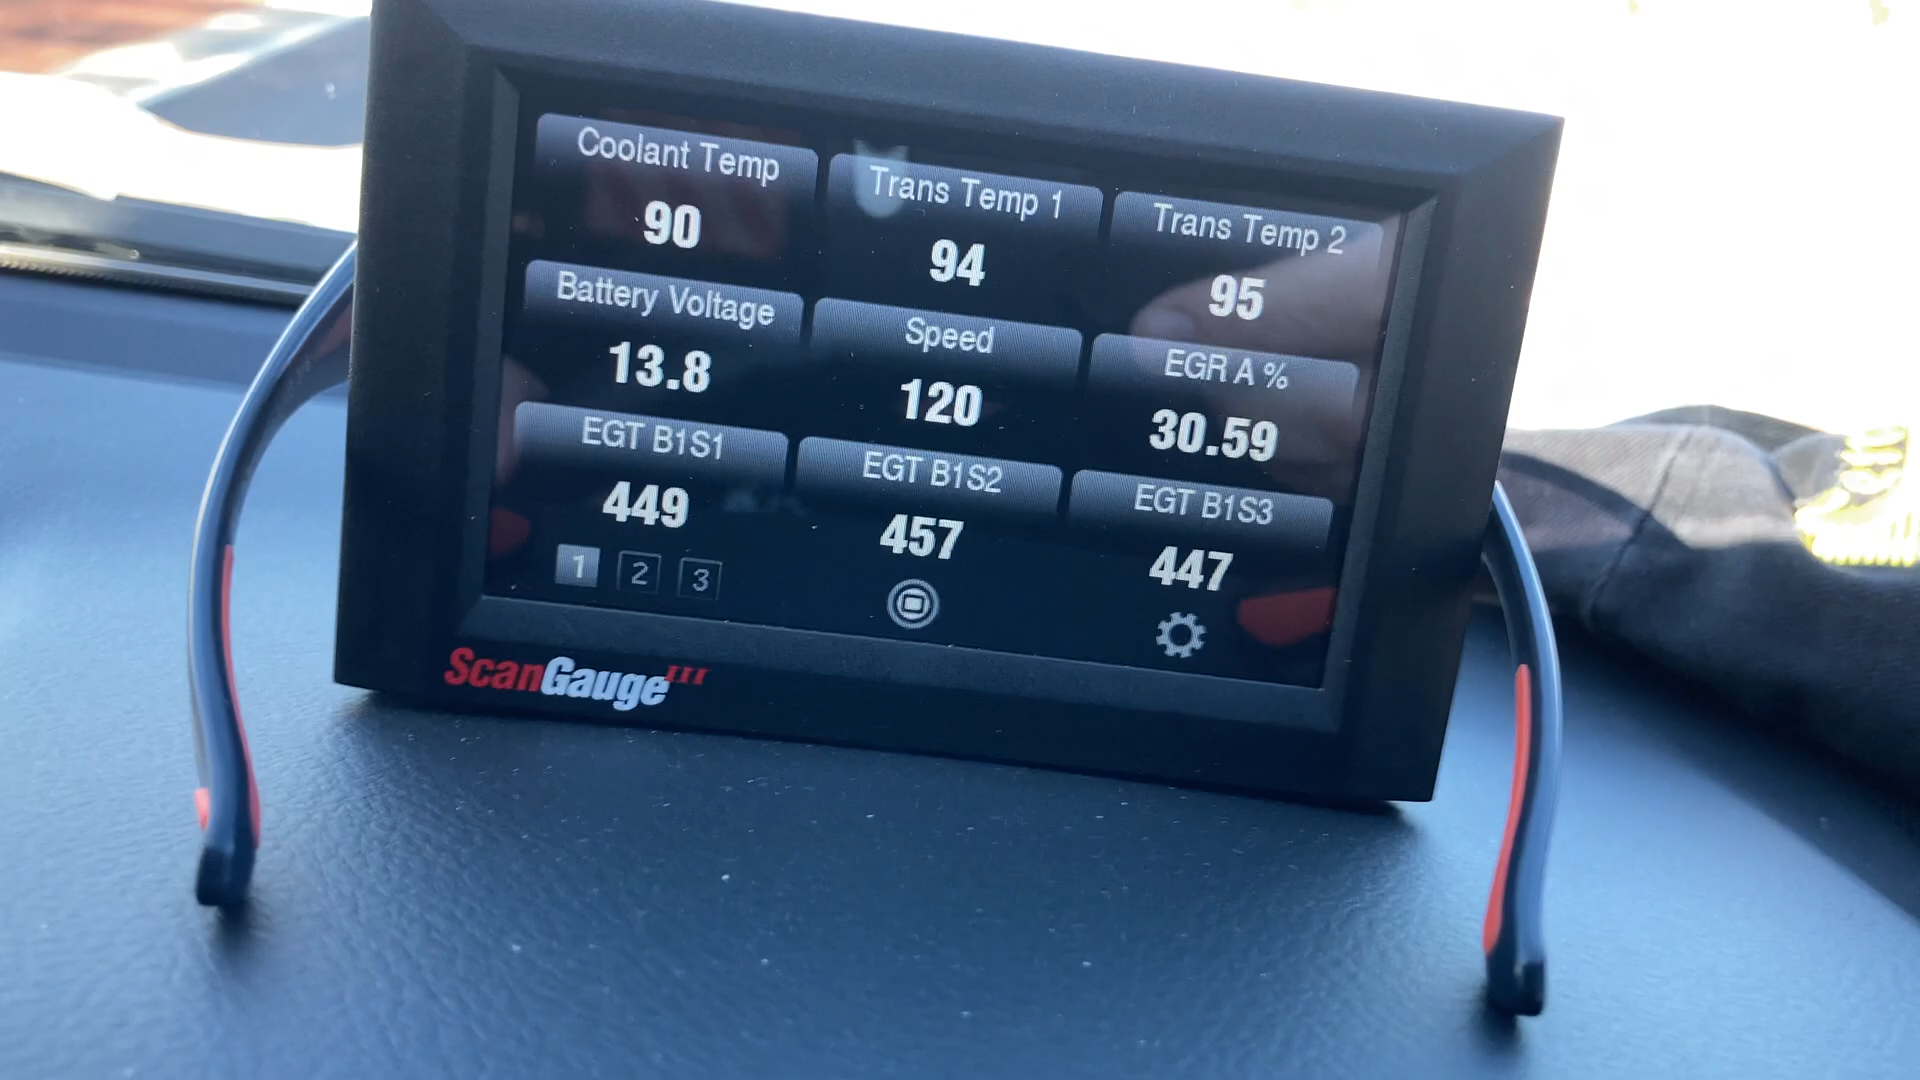 Coolant Temp
90
Trans Temp 1
94
Trans Temp 2
95
Battery Voltage
13.8
Speed
120
EGR A %
30.59
EGT B1S1
449
EGT B1S2
457
EGT B1S3
447
1 2 3
ScanGauge III